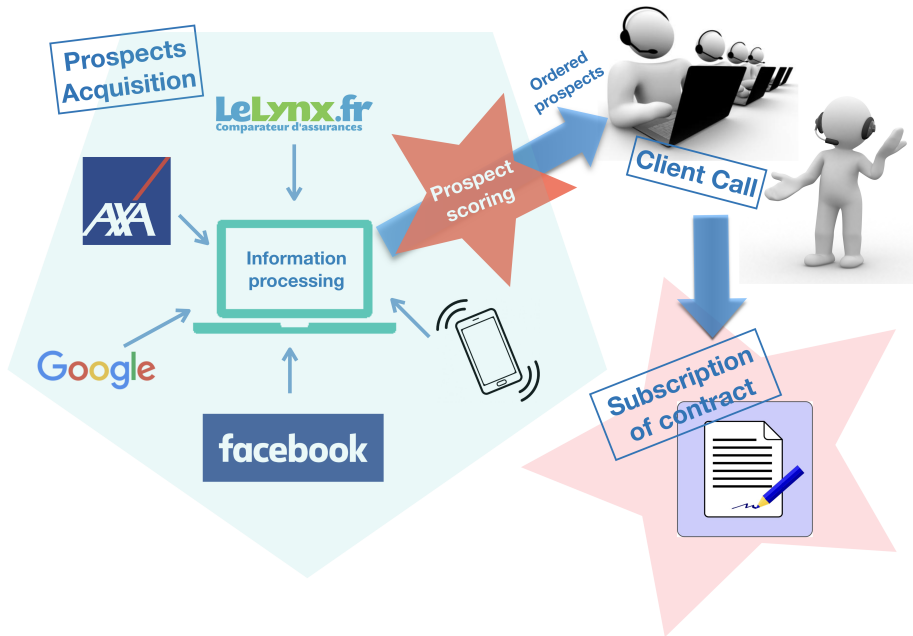 Prospects
Acquisition
LeLynx.fr
Comparateur d'assurances
AXA
Information
processing
Google
facebook
Prospect
scoring
Ordered
prospects
Client Call
Subscription
of contract